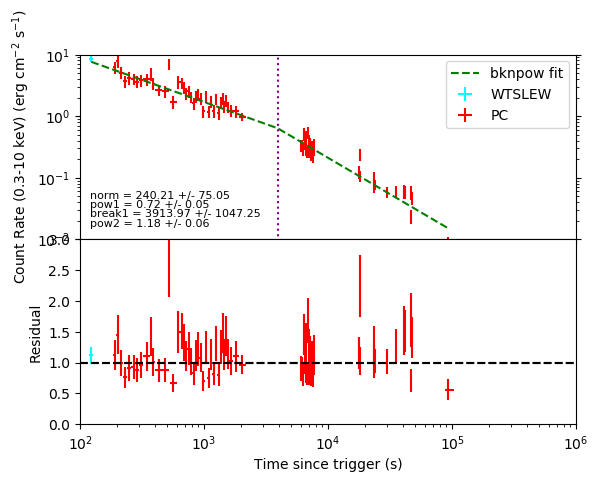 Count Rate (0.3-10 keV) (erg cm⁻² s⁻¹)
10¹
10⁰
10⁻¹
bknpow fit
WTSLEW
PC
norm = 240.21 +/- 75.05
pow1 = 0.72 +/- 0.05
break1 = 3913.97 +/- 1047.25
pow2 = 1.18 +/- 0.06
Residual
3.0
2.5
2.0
1.5
1.0
0.5
0.0
10² 10³ 10⁴ 10⁵ 10⁶
Time since trigger (s)